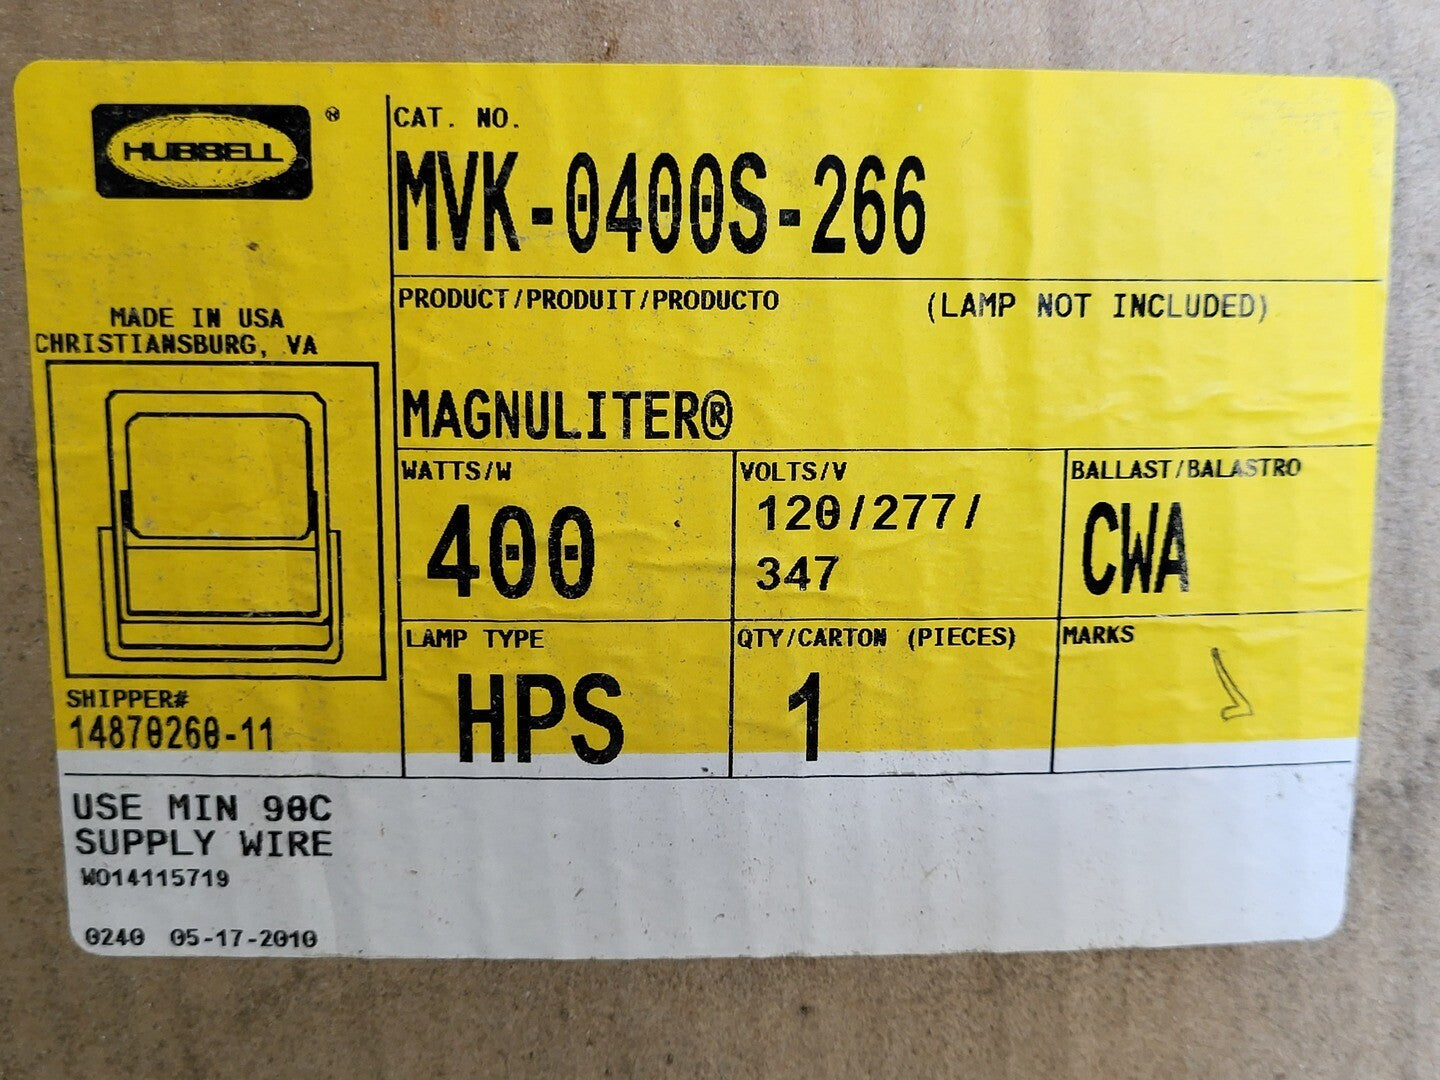 HUBBELL ®
CAT. NO.
MVK-0400S-266
MADE IN USA
CHRISTIANSBURG, VA
PRODUCT/PRODUIT/PRODUCTO (LAMP NOT INCLUDED)
MAGNULITER®
WATTS/W
400
VOLTS/V
120/277/
347
BALLAST/BALASTRO
CWA
LAMP TYPE
HPS
QTY/CARTON (PIECES)
1
MARKS
SHIPPER#
14870260-11
USE MIN 90C
SUPPLY WIRE
WO14115719
0240 05-17-2010